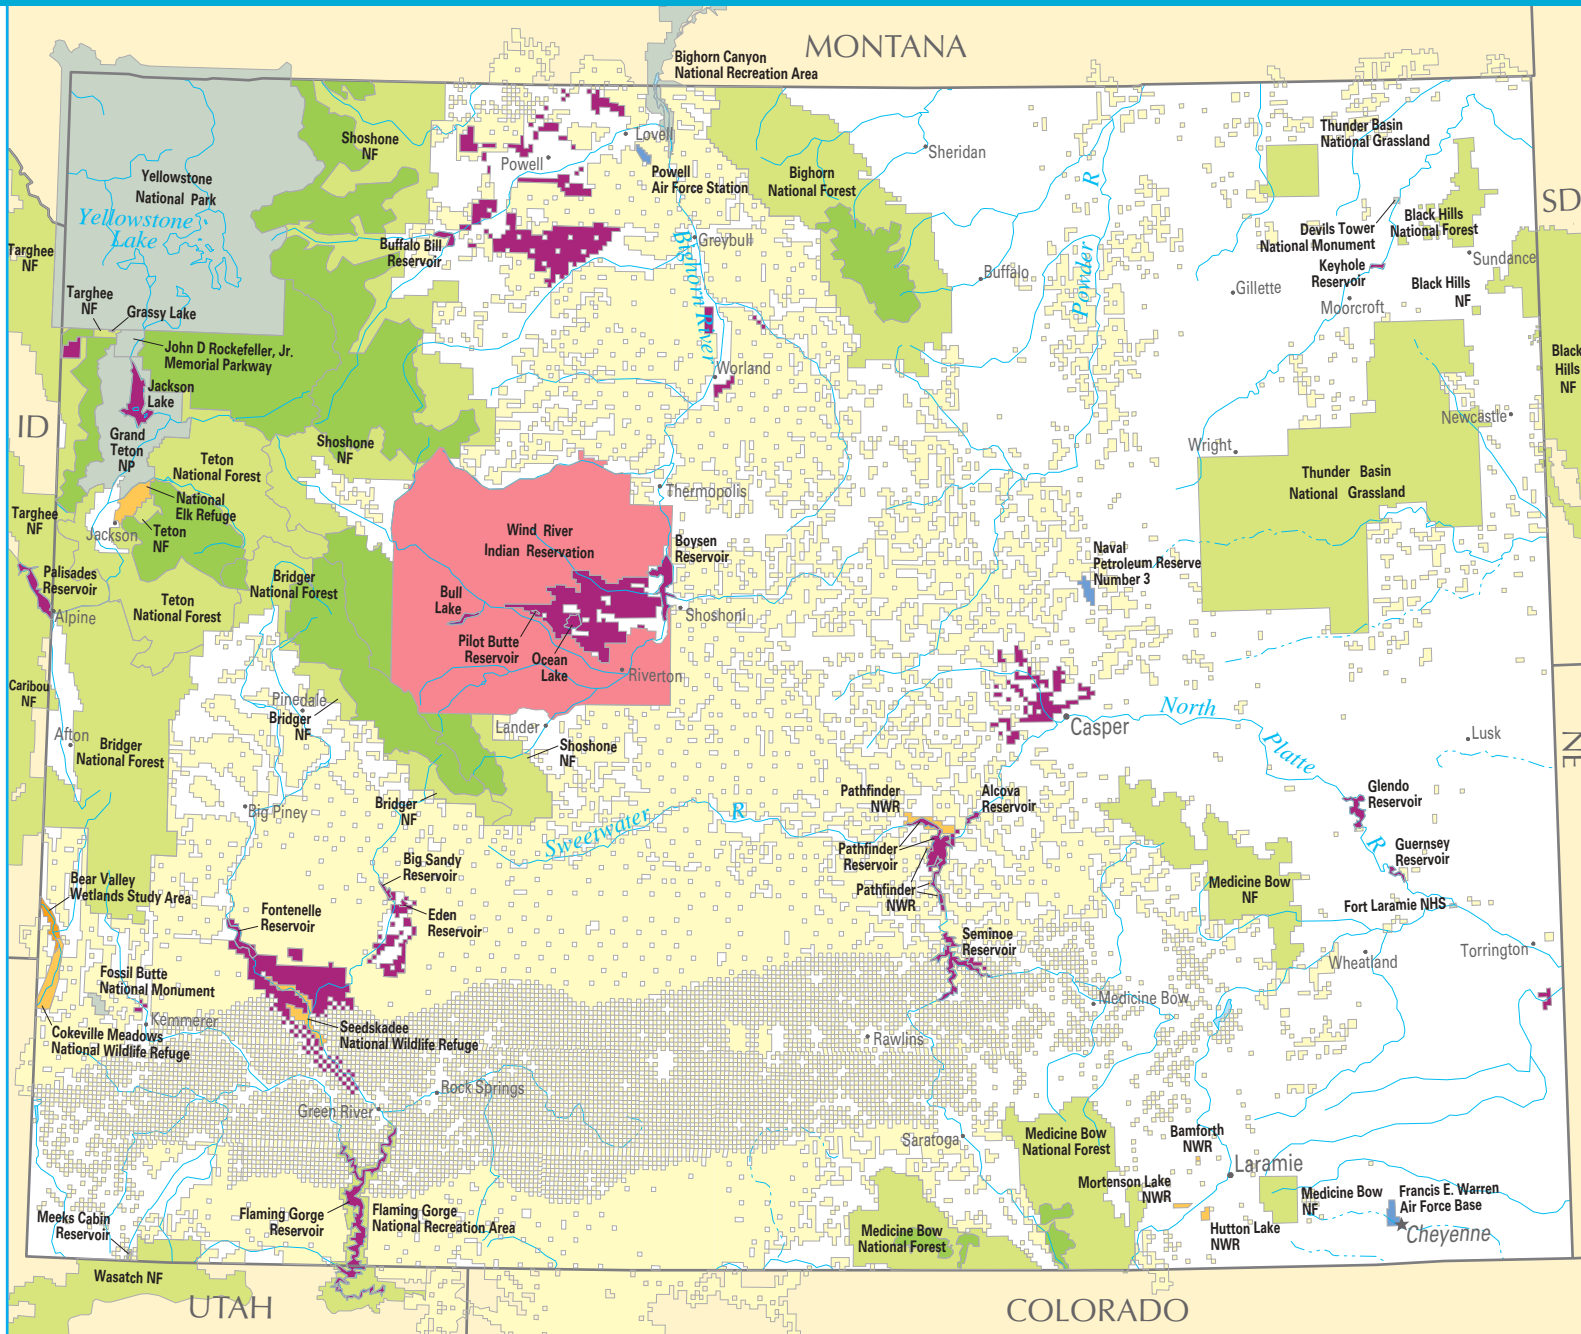 MONTANA
Bighorn Canyon
National Recreation Area
Shoshone
NF
Lovell
Powell
Powell
Air Force Station
Bighorn
National Forest
Sheridan
Thunder Basin
National Grassland
Yellowstone
National Park
Yellowstone
Lake
Targhee
NF
Buffalo Bill
Reservoir
Greybull
Bighorn River
Buffalo
Powder
R
Devils Tower
National Monument
Black Hills
National Forest
SD
Sundance
Keyhole
Reservoir
Gillette
Moorcroft
Black Hills
NF
Targhee
NF
Grassy Lake
John D Rockefeller, Jr.
Memorial Parkway
Jackson
Lake
Worland
Black
Hills
NF
ID
Grand
Teton
NP
Shoshone
NF
Newcastle
Wright
Teton
National Forest
National
Elk Refuge
Teton
NF
Thermopolis
Thunder Basin
National Grassland
Targhee
NF
Jackson
Wind River
Indian Reservation
Boysen
Reservoir
Naval
Petroleum Reserve
Number 3
Palisades
Reservoir
Alpine
Bridger
National Forest
Teton
National Forest
Bull
Lake
Shoshoni
Pilot Butte
Reservoir
Ocean
Lake
Riverton
Caribou
NF
Pinedale
Bridger
NF
Lander
Shoshone
NF
North
Platte
R
Casper
Lusk
NE
Afton
Bridger
National Forest
Big Piney
Bridger
NF
Sweetwater
R
Pathfinder
NWR
Alcova
Reservoir
Glendo
Reservoir
Pathfinder
Reservoir
Pathfinder
NWR
Guernsey
Reservoir
Bear Valley
Wetlands Study Area
Big Sandy
Reservoir
Eden
Reservoir
Fontenelle
Reservoir
Seminoe
Reservoir
Medicine Bow
NF
Fort Laramie NHS
Torrington
Wheatland
Fossil Butte
National Monument
Kemmerer
Cokeville Meadows
National Wildlife Refuge
Seedskadee
National Wildlife Refuge
Medicine Bow
Rawlins
Rock Springs
Green River
Saratoga
Medicine Bow
National Forest
Bamforth
NWR
Laramie
Mortenson Lake
NWR
Medicine Bow
NF
Francis E. Warren
Air Force Base
Cheyenne
Hutton Lake
NWR
Meeks Cabin
Reservoir
Flaming Gorge
Reservoir
Flaming Gorge
National Recreation Area
Medicine Bow
National Forest
Wasatch NF
UTAH
COLORADO